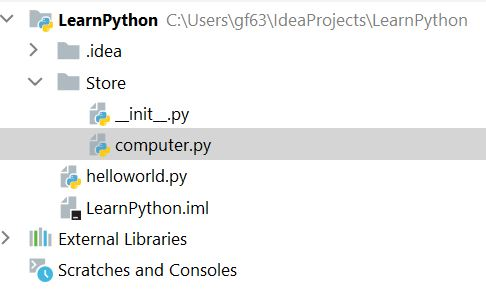 LearnPython C:\Users\gf63\IdeaProjects\LearnPython
.idea
Store
__init__.py
computer.py
helloworld.py
LearnPython.iml
External Libraries
Scratches and Consoles